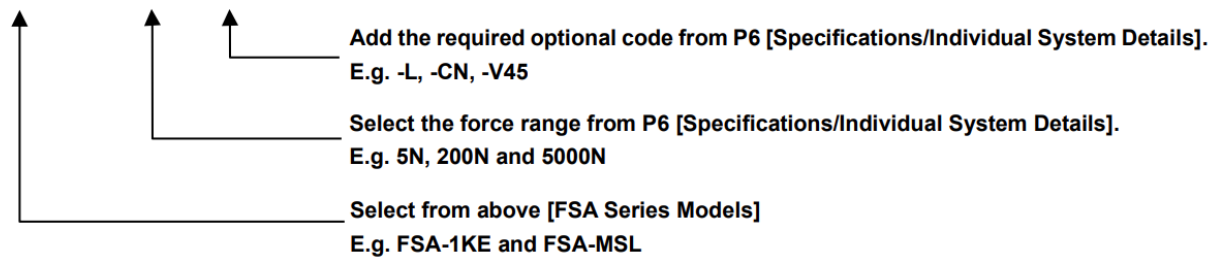 Add the required optional code from P6 [Specifications/Individual System Details].
E.g. -L, -CN, -V45
Select the force range from P6 [Specifications/Individual System Details].
E.g. 5N, 200N and 5000N
Select from above [FSA Series Models]
E.g. FSA-1KE and FSA-MSL